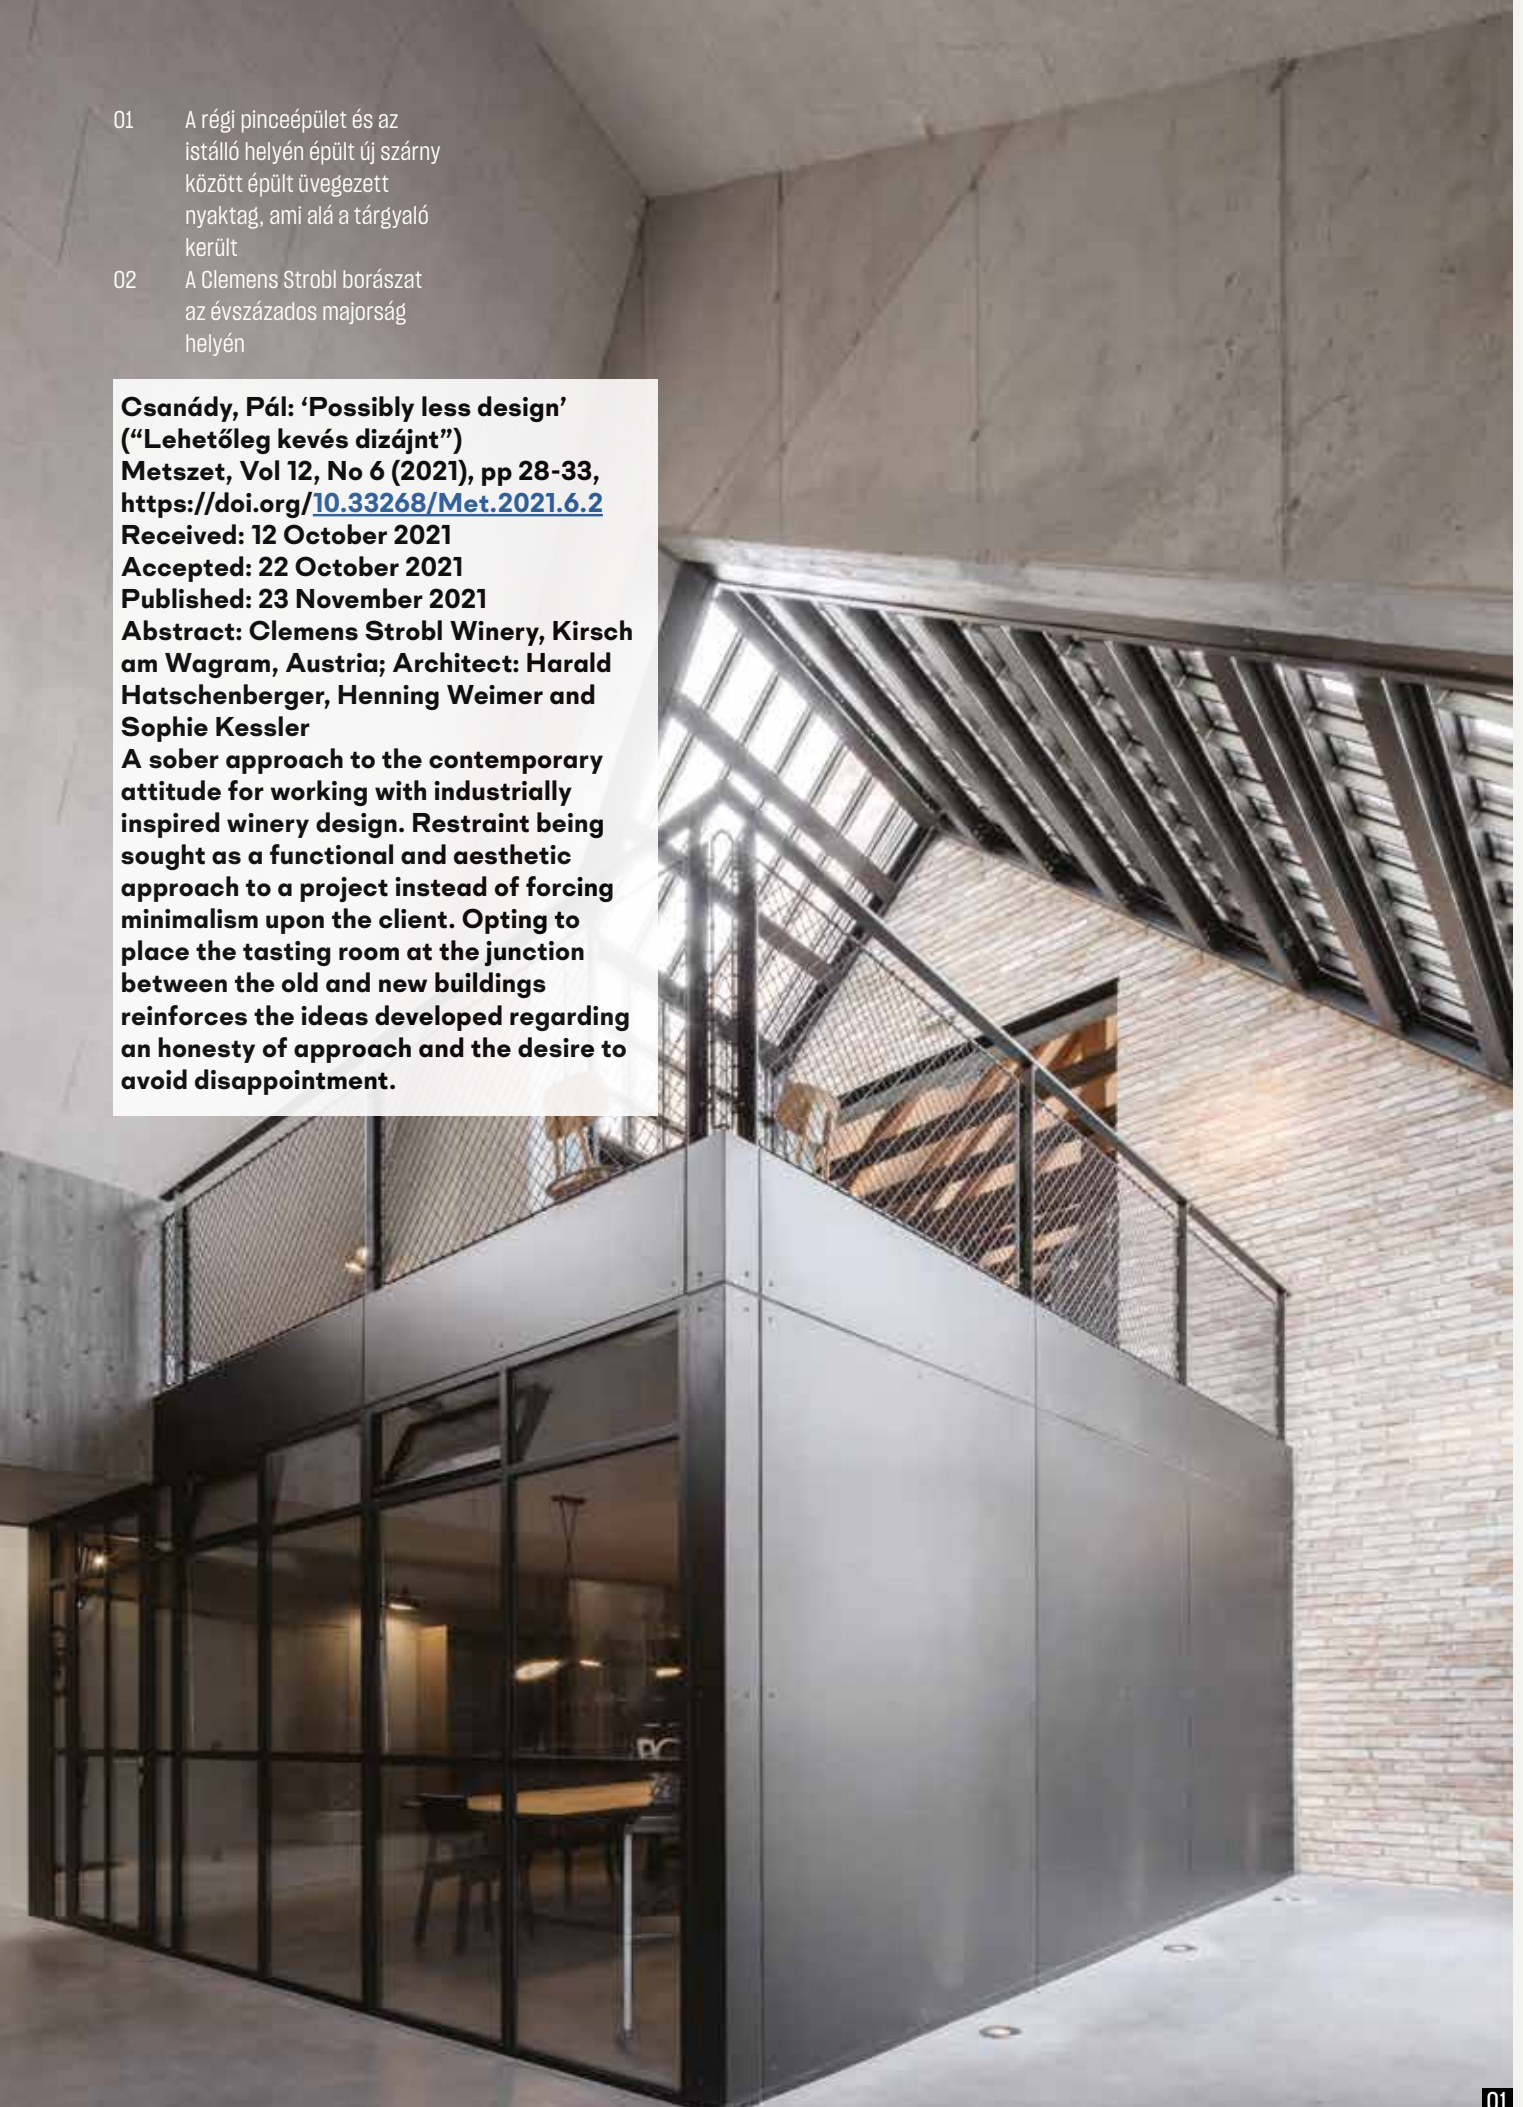 01 A régi pinceépület és az
istálló helyén épült új szárny
között épült üvegezett
nyaktag, ami alá a tárgyaló
került
02 A Clemens Strobl borászat
az évszázados majorság
helyén
Csanády, Pál: ‘Possibly less design’
(“Lehetőleg kevés dizájnt”)
Metszet, Vol 12, No 6 (2021), pp 28-33,
https://doi.org/10.33268/Met.2021.6.2
Received: 12 October 2021
Accepted: 22 October 2021
Published: 23 November 2021
Abstract: Clemens Strobl Winery, Kirsch
am Wagram, Austria; Architect: Harald
Hatschenberger, Henning Weimer and
Sophie Kessler
A sober approach to the contemporary
attitude for working with industrially
inspired winery design. Restraint being
sought as a functional and aesthetic
approach to a project instead of forcing
minimalism upon the client. Opting to
place the tasting room at the junction
between the old and new buildings
reinforces the ideas developed regarding
an honesty of approach and the desire to
avoid disappointment.
01